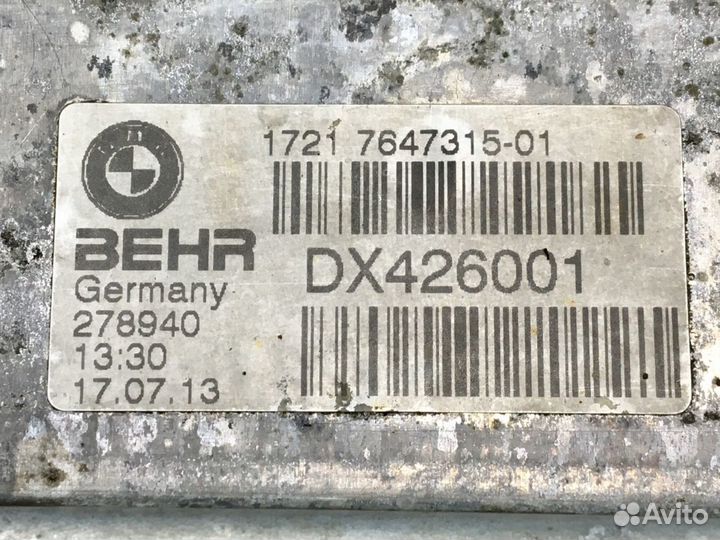 1721 7647315-01
BEHR
Germany
278940
13:30
17.07.13
DX426001
Avito